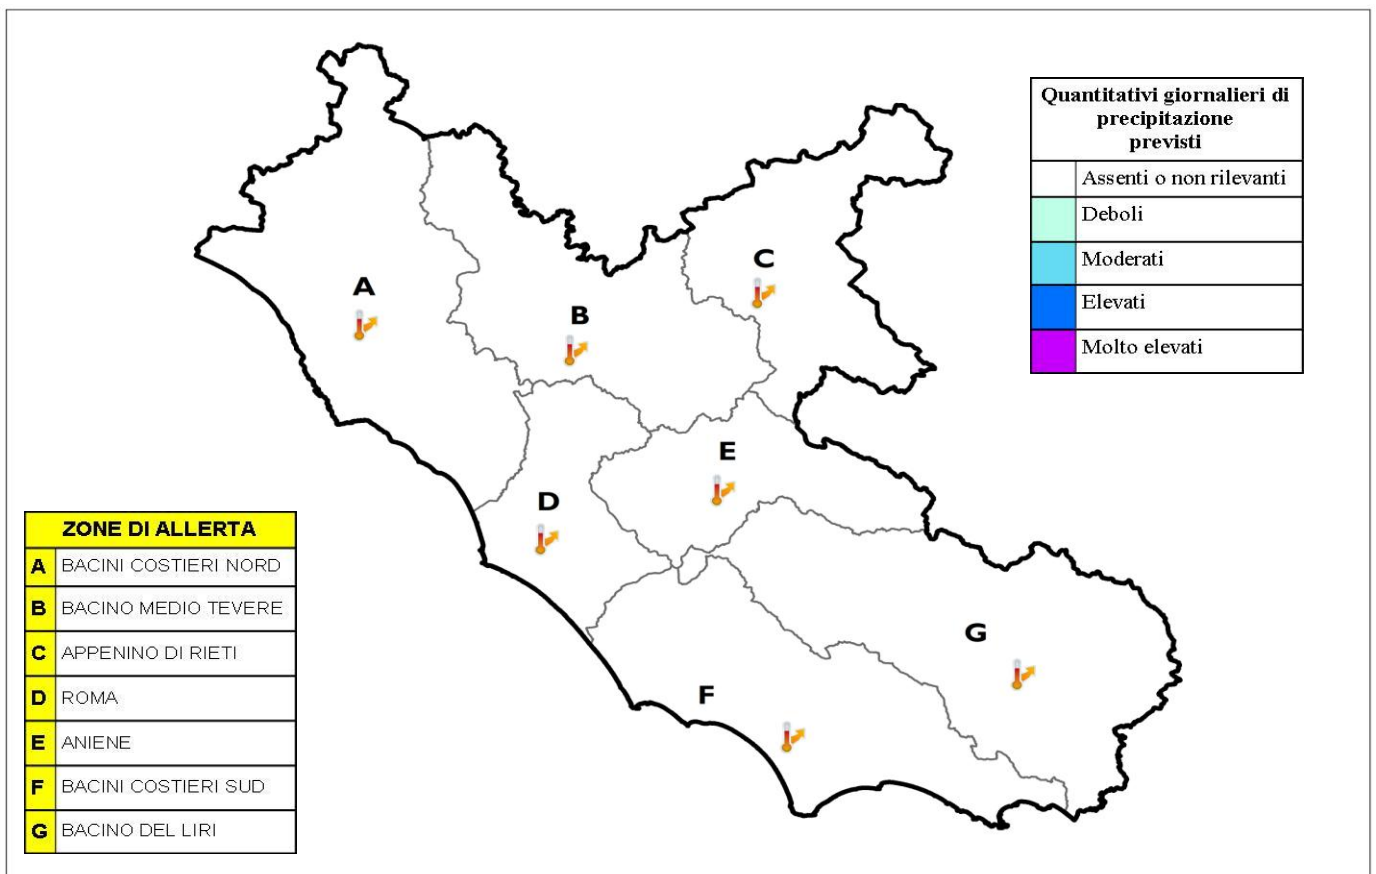 Quantitativi giornalieri di
precipitazione
previsti
Assenti o non rilevanti
Deboli
Moderati
Elevati
Molto elevati
A
B
C
D
E
F
G
ZONE DI ALLERTA
A BACINI COSTIERI NORD
B BACINO MEDIO TEVERE
C APPENINO DI RIETI
D ROMA
E ANIENE
F BACINI COSTIERI SUD
G BACINO DEL LIRI